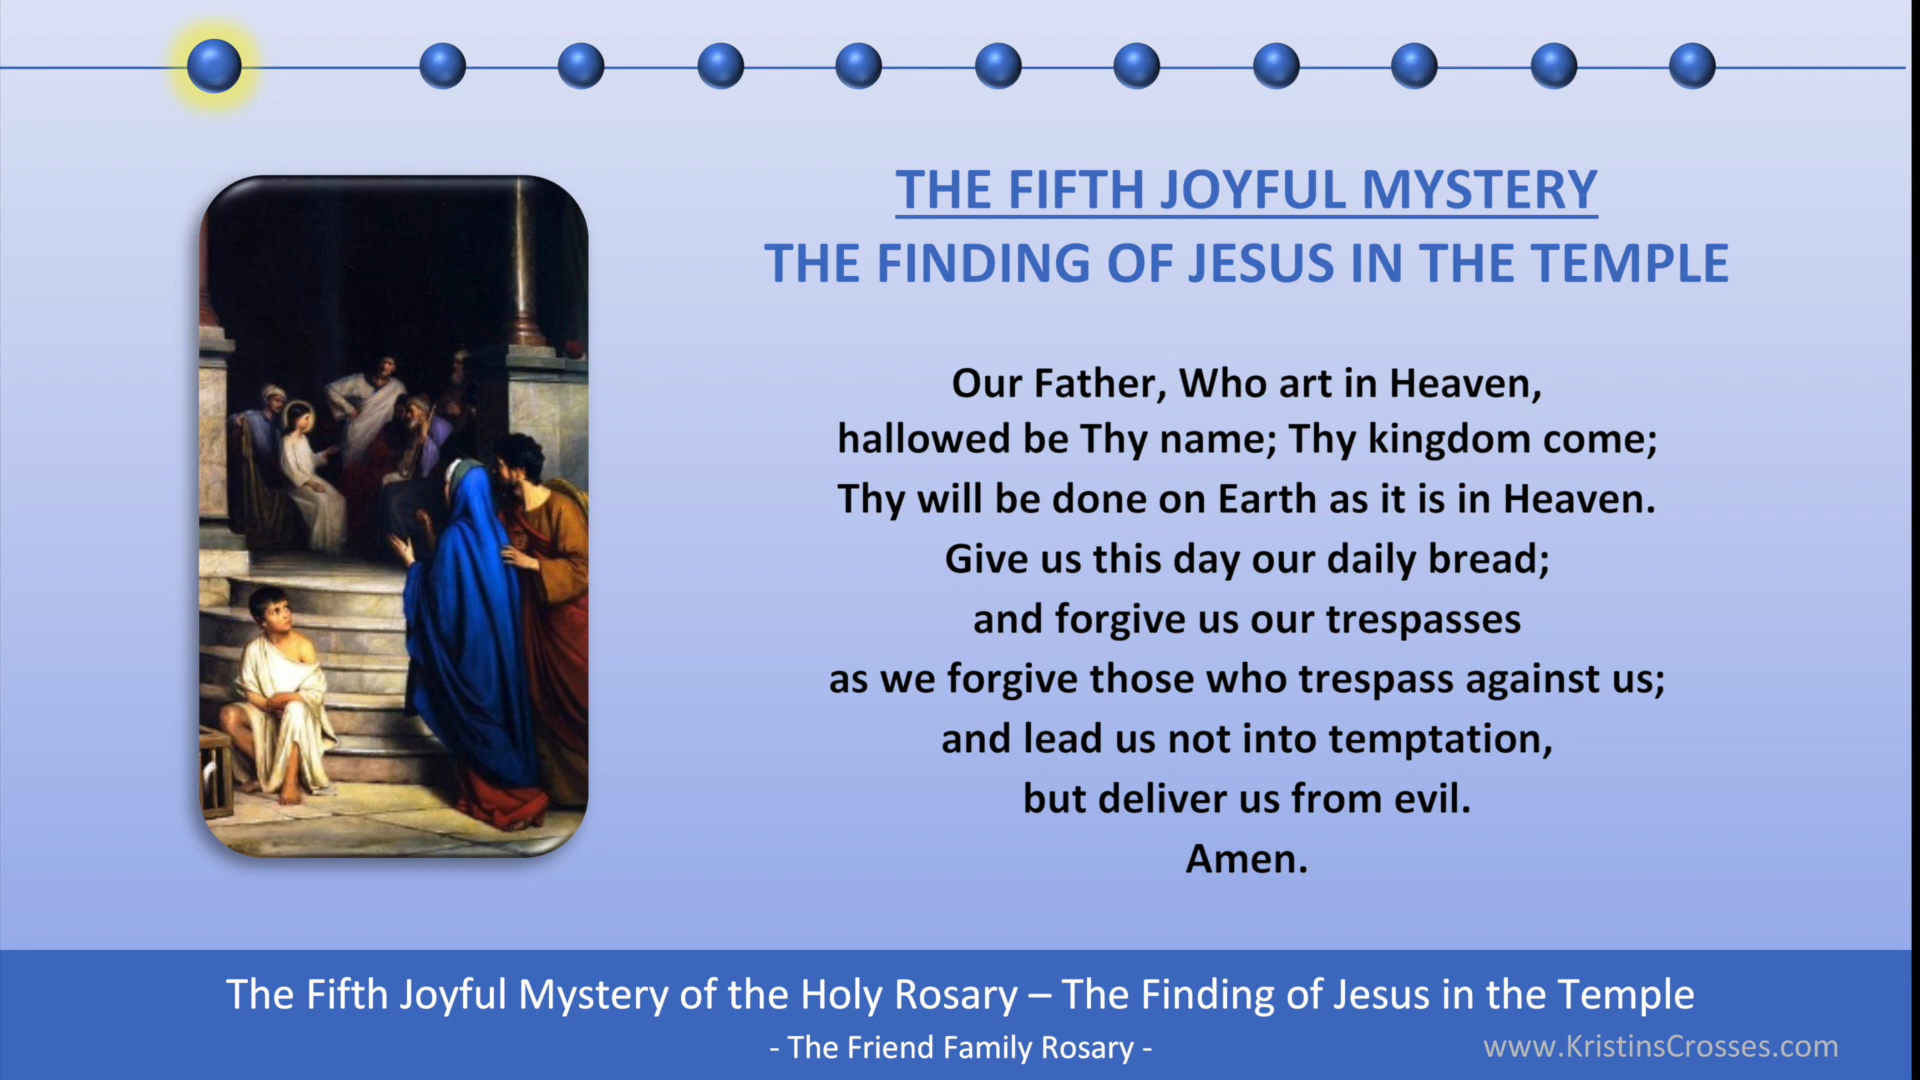 THE FIFTH JOYFUL MYSTERY
THE FINDING OF JESUS IN THE TEMPLE
Our Father, Who art in Heaven,
hallowed be Thy name; Thy kingdom come;
Thy will be done on Earth as it is in Heaven.
Give us this day our daily bread;
and forgive us our trespasses
as we forgive those who trespass against us;
and lead us not into temptation,
but deliver us from evil.
Amen.
The Fifth Joyful Mystery of the Holy Rosary – The Finding of Jesus in the Temple
- The Friend Family Rosary -
www.KristinsCrosses.com